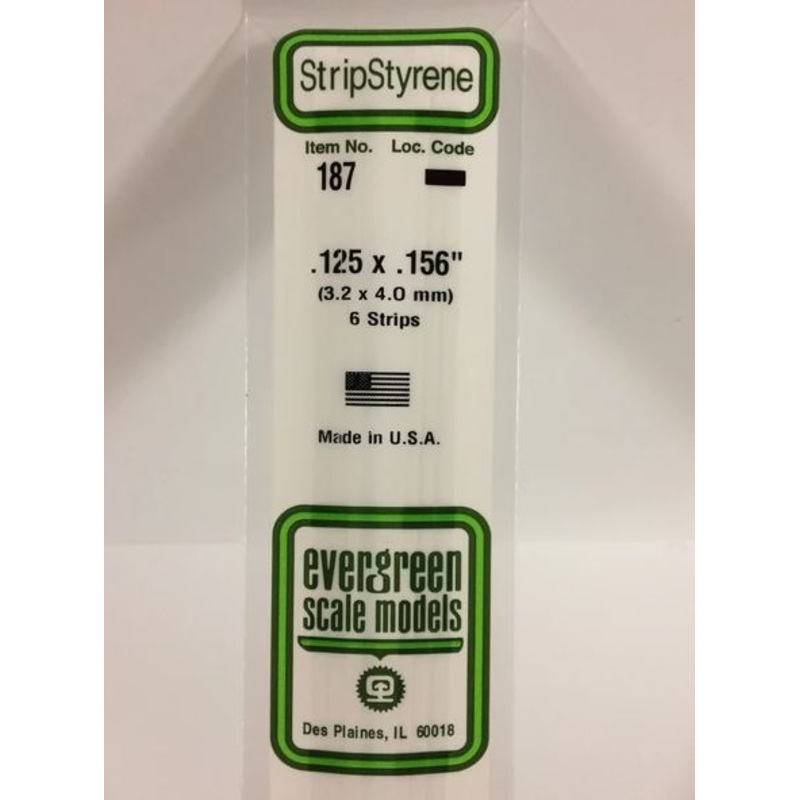 StripStyrene
Item No. Loc. Code
187
.125 x .156"
(3.2 x 4.0 mm)
6 Strips
Made in U.S.A.
evergreen
scale models
Des Plaines, IL 60018